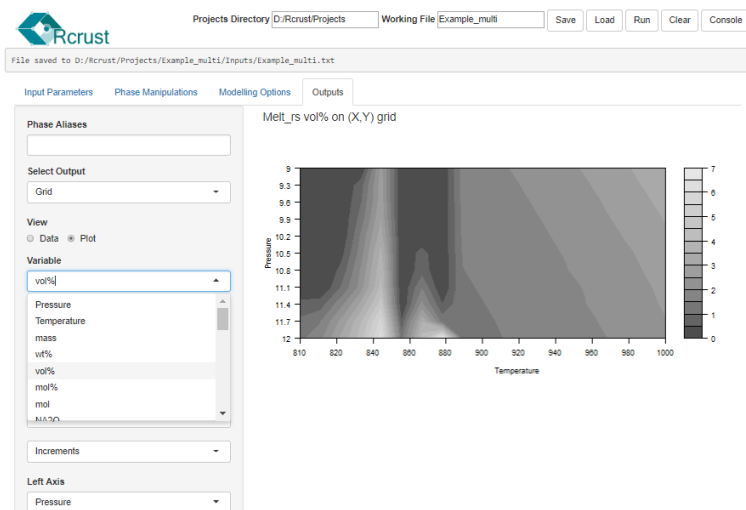 Rcrust
Projects Directory D:/Rcrust/Projects Working File Example_multi Save Load Run Clear Console
File saved to D:/Rcrust/Projects/Example_multi/Inputs/Example_multi.txt
Input Parameters Phase Manipulations Modelling Options Outputs
Phase Aliases
Select Output
Grid
View
Data Plot
Variable
vol%
Pressure
Temperature
mass
wt%
vol%
mol%
mol
NA2O
Increments
Left Axis
Pressure
Melt_rs vol% on (X,Y) grid
9
9.3
9.6
9.9
10.2
10.5
10.8
11.1
11.4
11.7
12
Pressure
810 820 840 860 880 900 920 940 960 980 1000
Temperature
7
6
5
4
3
2
1
0